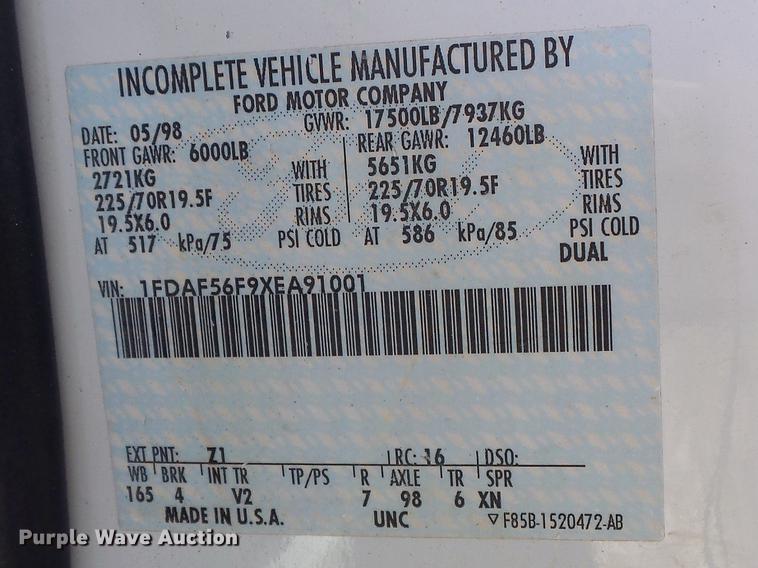 INCOMPLETE VEHICLE MANUFACTURED BY
FORD MOTOR COMPANY
DATE: 05/98 GVWR: 17500LB/7937KG
FRONT GAWR: 6000LB REAR GAWR: 12460LB
2721KG WITH 5651KG WITH
225/70R19.5F TIRES 225/70R19.5F TIRES
19.5X6.0 RIMS 19.5X6.0 RIMS
AT 517 kPa/75 PSI COLD AT 586 kPa/85 PSI COLD
DUAL
VIN: 1FDAF56F9XEA91001
EXT PNT: Z1 RC: 16 DSO:
WB BRK INT TR TP/PS R AXLE TR SPR
165 4 V2 7 98 6 XN
MADE IN U.S.A. UNC ▽ F85B-1520472-AB
Purple Wave Auction